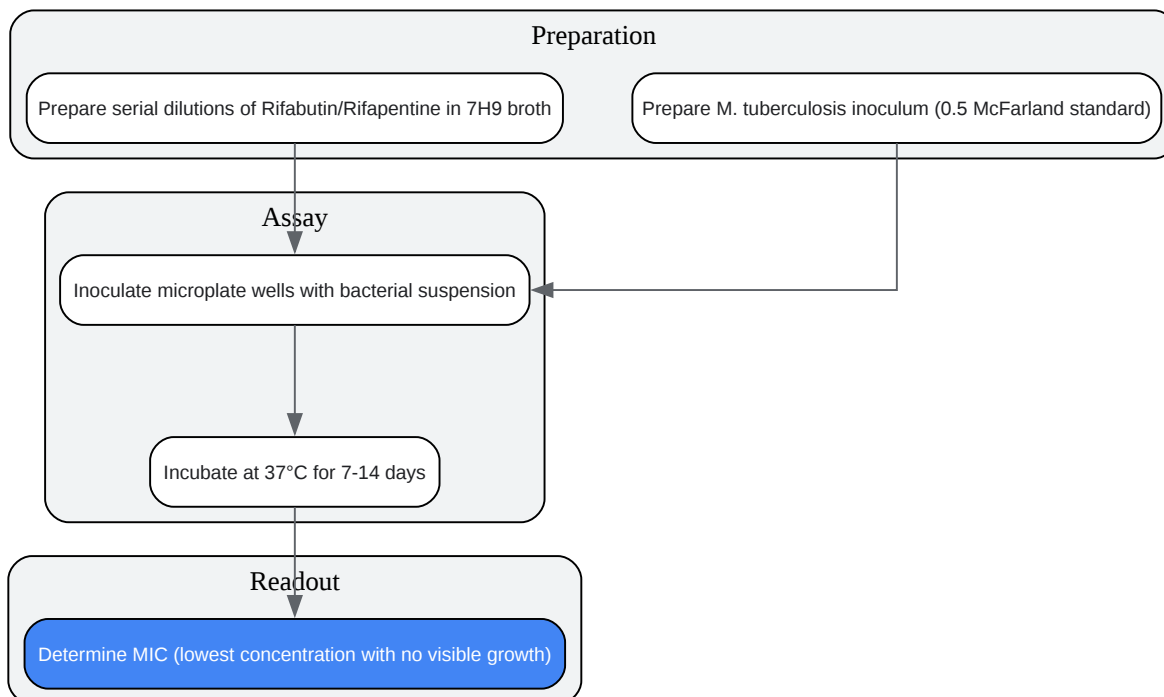 Preparation
Prepare serial dilutions of Rifabutin/Rifapentine in 7H9 broth
Prepare M. tuberculosis inoculum (0.5 McFarland standard)
Assay
Inoculate microplate wells with bacterial suspension
Incubate at 37°C for 7-14 days
Readout
Determine MIC (lowest concentration with no visible growth)